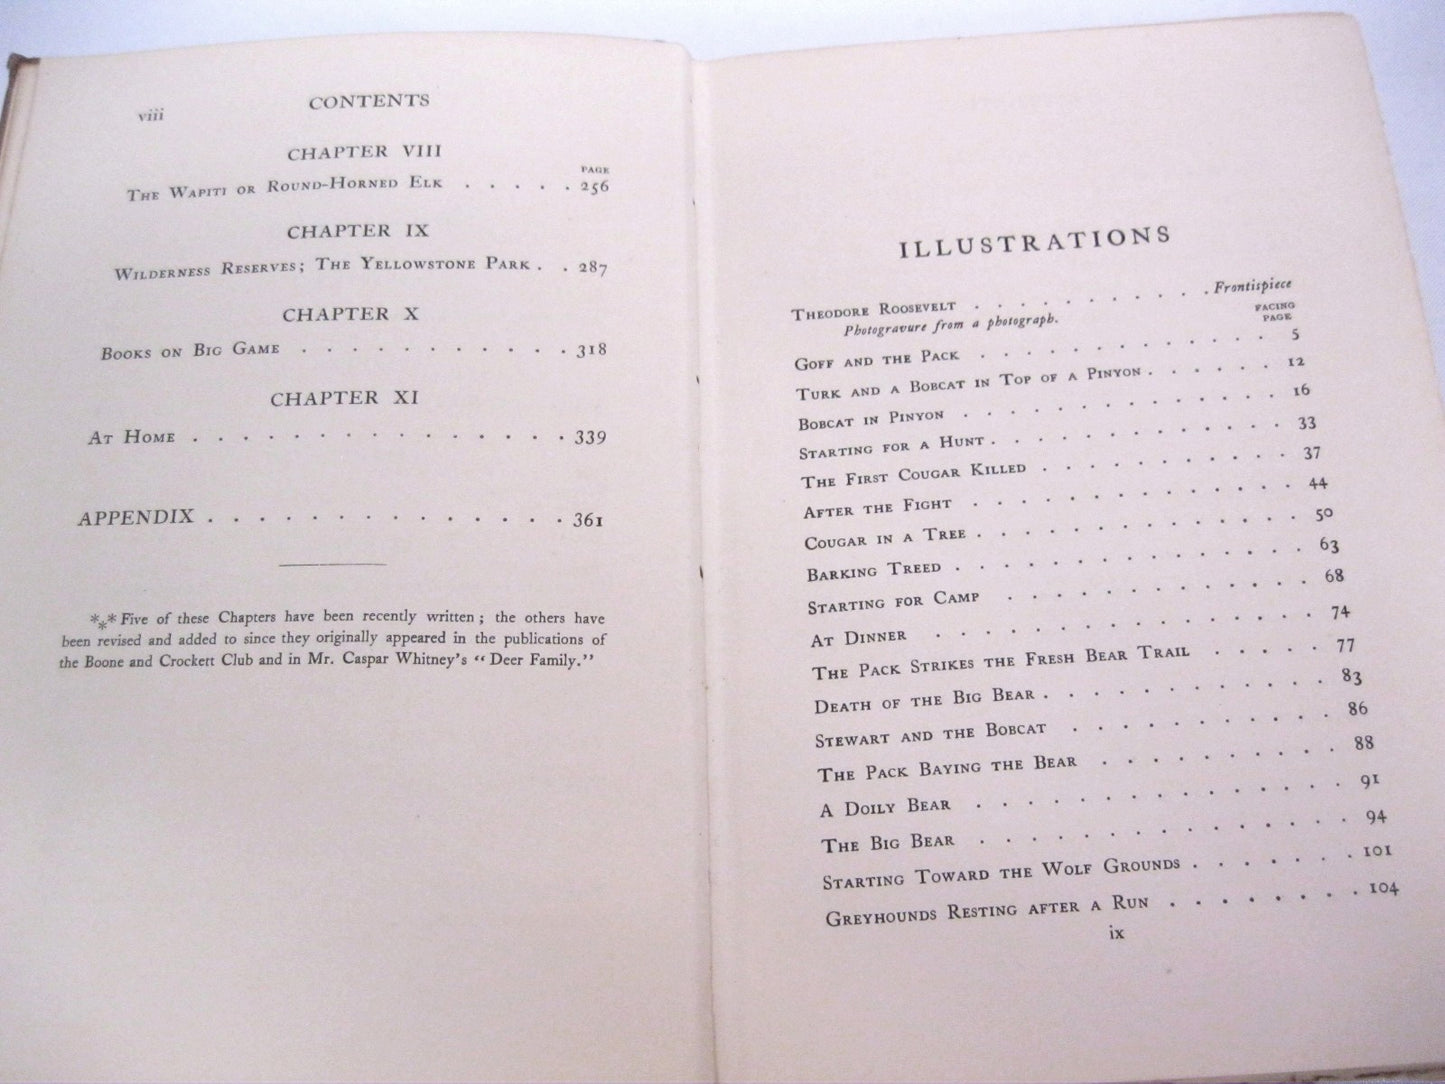 viii
CONTENTS
CHAPTER VIII
PAGE
The Wapiti or Round-Horned Elk . . . . . 256
CHAPTER IX
Wilderness Reserves; The Yellowstone Park . . 287
CHAPTER X
Books on Big Game . . . . . . . . . . . 318
CHAPTER XI
At Home . . . . . . . . . . . . . . . . 339
APPENDIX . . . . . . . . . . . . . . . 361
*⁎* Five of these Chapters have been recently written; the others have
been revised and added to since they originally appeared in the publications of
the Boone and Crockett Club and in Mr. Caspar Whitney's "Deer Family."
ILLUSTRATIONS
Theodore Roosevelt . . . . . . . . . . Frontispiece
Photogravure from a photograph.
FACING
PAGE
Goff and the Pack . . . . . . . . . . . . . 5
Turk and a Bobcat in Top of a Pinyon . . . . . . 12
Bobcat in Pinyon . . . . . . . . . . . . . 16
Starting for a Hunt . . . . . . . . . . . . 33
The First Cougar Killed . . . . . . . . . . 37
After the Fight . . . . . . . . . . . . . 44
Cougar in a Tree . . . . . . . . . . . . . 50
Barking Treed . . . . . . . . . . . . . . 63
Starting for Camp . . . . . . . . . . . . 68
At Dinner . . . . . . . . . . . . . . . 74
The Pack Strikes the Fresh Bear Trail . . . . . 77
Death of the Big Bear . . . . . . . . . . . 83
Stewart and the Bobcat . . . . . . . . . . 86
The Pack Baying the Bear . . . . . . . . . 88
A Doily Bear . . . . . . . . . . . . . . 91
The Big Bear . . . . . . . . . . . . . . 94
Starting Toward the Wolf Grounds . . . . . . . 101
Greyhounds Resting after a Run . . . . . . . . 104
ix